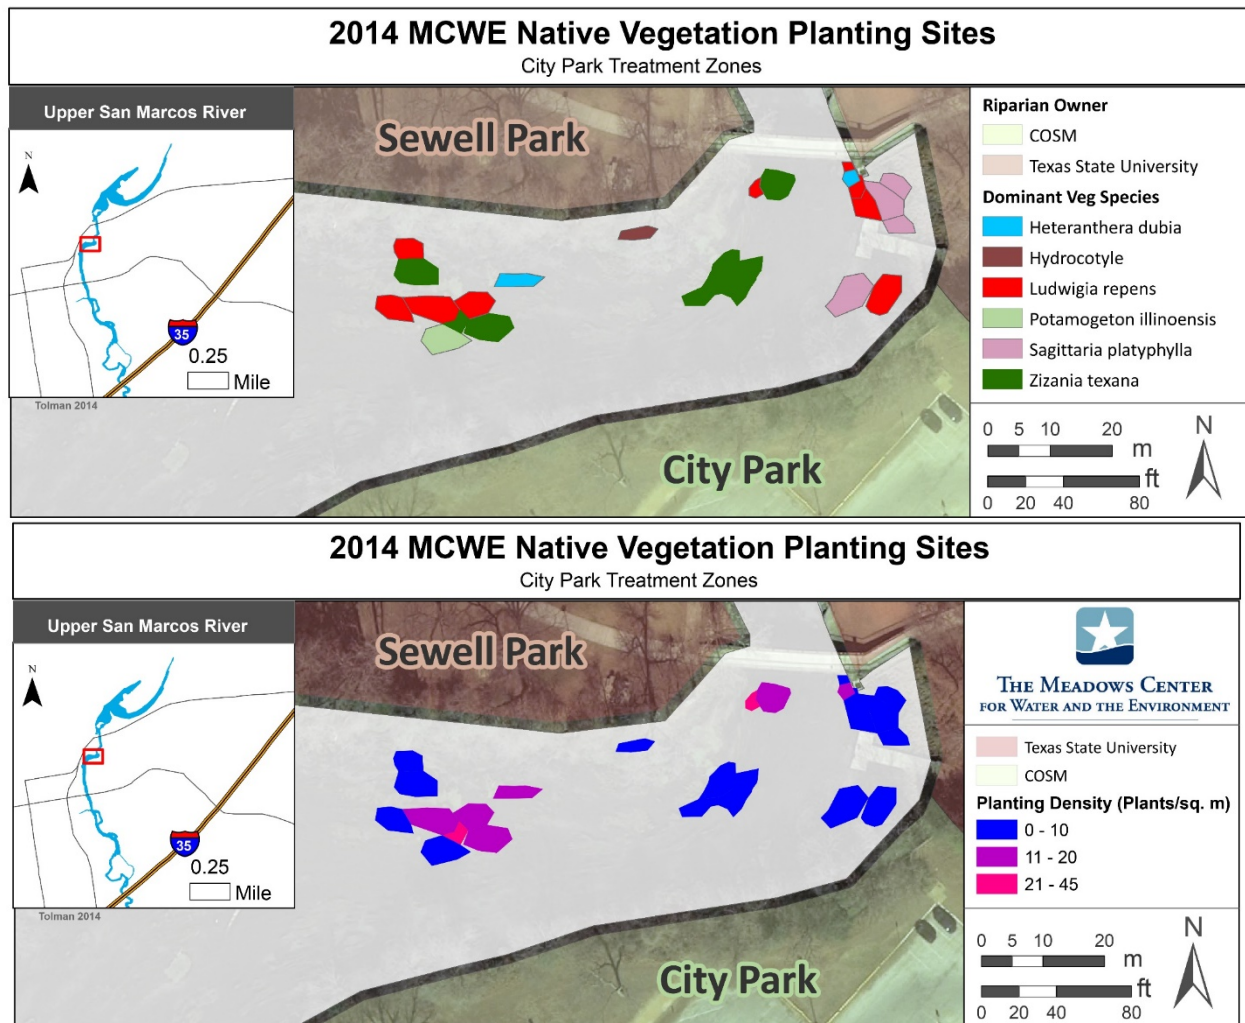 2014 MCWE Native Vegetation Planting Sites
City Park Treatment Zones
Upper San Marcos River
N
35
0.25
Mile
Tolman 2014
Sewell Park
City Park
Riparian Owner
COSM
Texas State University
Dominant Veg Species
Heteranthera dubia
Hydrocotyle
Ludwigia repens
Potamogeton illinoensis
Sagittaria platyphylla
Zizania texana
0 5 10 20
m
ft
0 20 40 80
N
2014 MCWE Native Vegetation Planting Sites
City Park Treatment Zones
Upper San Marcos River
N
35
0.25
Mile
Tolman 2014
Sewell Park
City Park
THE MEADOWS CENTER
FOR WATER AND THE ENVIRONMENT
Texas State University
COSM
Planting Density (Plants/sq. m)
0 - 10
11 - 20
21 - 45
0 5 10 20
m
ft
0 20 40 80
N